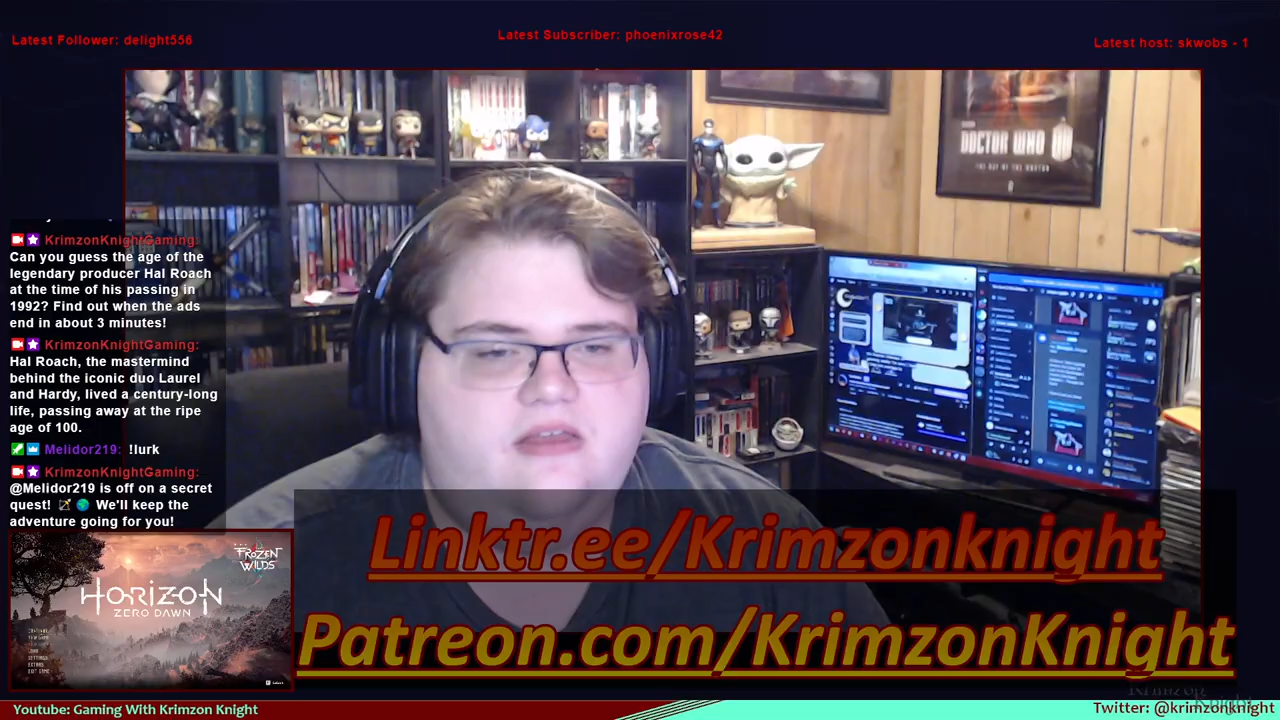 Latest Follower: delight556
Latest Subscriber: phoenixrose42
Latest host: skwobs - 1
DOCTOR WHO
KrimzonKnightGaming:
Can you guess the age of the
legendary producer Hal Roach
at the time of his passing in
1992? Find out when the ads
end in about 3 minutes!
KrimzonKnightGaming:
Hal Roach, the mastermind
behind the iconic duo Laurel
and Hardy, lived a century-long
life, passing away at the ripe
age of 100.
Melidor219: !lurk
KrimzonKnightGaming:
@Melidor219 is off on a secret
quest! We'll keep the
adventure going for you!
FROZEN
WILDS
HORIZON
ZERO DAWN
Linktr.ee/Krimzonknight
Patreon.com/KrimzonKnight
Krimzon
Knight
Youtube: Gaming With Krimzon Knight
Twitter: @krimzonknight